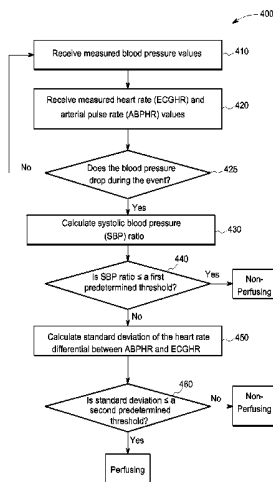 400
Receive measured blood pressure values
410
Receive measured heart rate (ECGHR) and
arterial pulse rate (ABPHR) values
420
No
Does the blood pressure
drop during the event?
425
Yes
Calculate systolic blood pressure
(SBP) ratio
430
440
Is SBP ratio ≤ a first
predetermined threshold?
Yes
Non-
Perfusing
No
Calculate standard deviation of the heart rate
differential between ABPHR and ECGHR
450
460
Is standard deviation ≤ a
second predetermined
threshold?
No
Non-
Perfusing
Yes
Perfusing